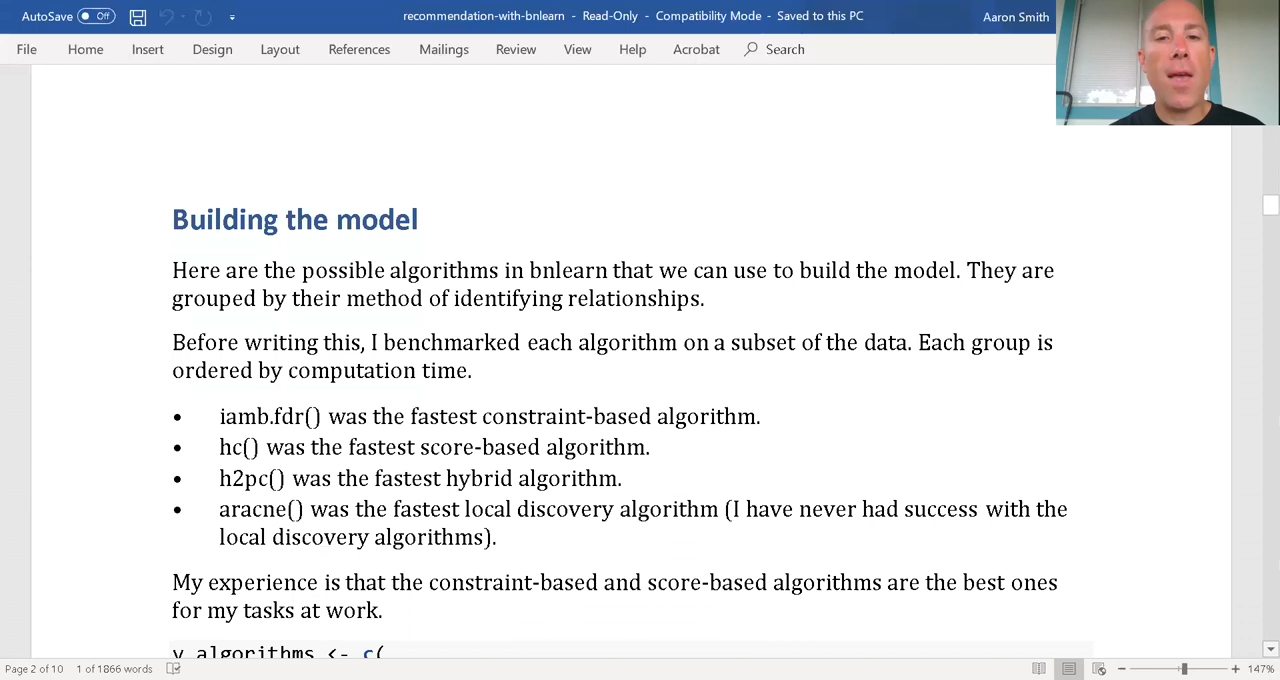 AutoSave Off recommendation-with-bnlearn - Read-Only - Compatibility Mode - Saved to this PC Aaron Smith
File Home Insert Design Layout References Mailings Review View Help Acrobat Search
Building the model
Here are the possible algorithms in bnlearn that we can use to build the model. They are
grouped by their method of identifying relationships.
Before writing this, I benchmarked each algorithm on a subset of the data. Each group is
ordered by computation time.
• iamb.fdr() was the fastest constraint-based algorithm.
• hc() was the fastest score-based algorithm.
• h2pc() was the fastest hybrid algorithm.
• aracne() was the fastest local discovery algorithm (I have never had success with the
local discovery algorithms).
My experience is that the constraint-based and score-based algorithms are the best ones
for my tasks at work.
v_algorithms <- c(
Page 2 of 10 1 of 1866 words 147%